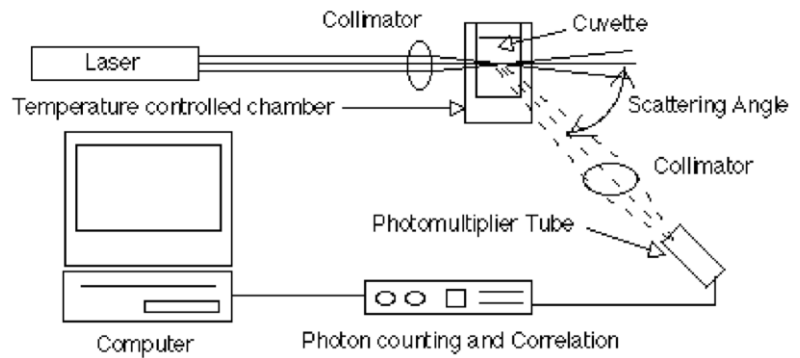 Collimator
Cuvette
Laser
Temperature controlled chamber
Scattering Angle
Collimator
Photomultiplier Tube
Computer
Photon counting and Correlation